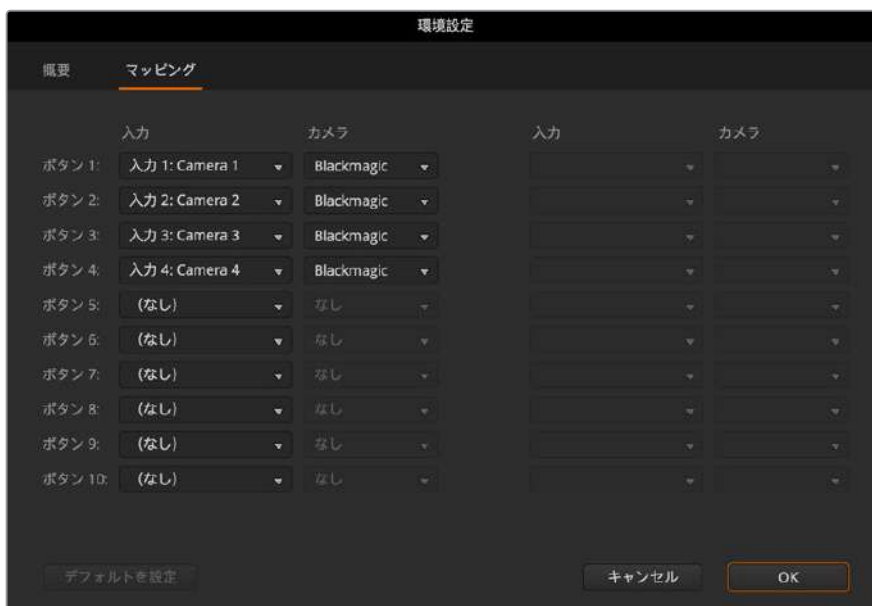 環境設定
概要 マッピング
入力 カメラ 入力 カメラ
ボタン 1: 入力 1: Camera 1 Blackmagic
ボタン 2: 入力 2: Camera 2 Blackmagic
ボタン 3: 入力 3: Camera 3 Blackmagic
ボタン 4: 入力 4: Camera 4 Blackmagic
ボタン 5: (なし) なし
ボタン 6: (なし) なし
ボタン 7: (なし) なし
ボタン 8: (なし) なし
ボタン 9: (なし) なし
ボタン 10: (なし) なし
デフォルトを設定 キャンセル OK